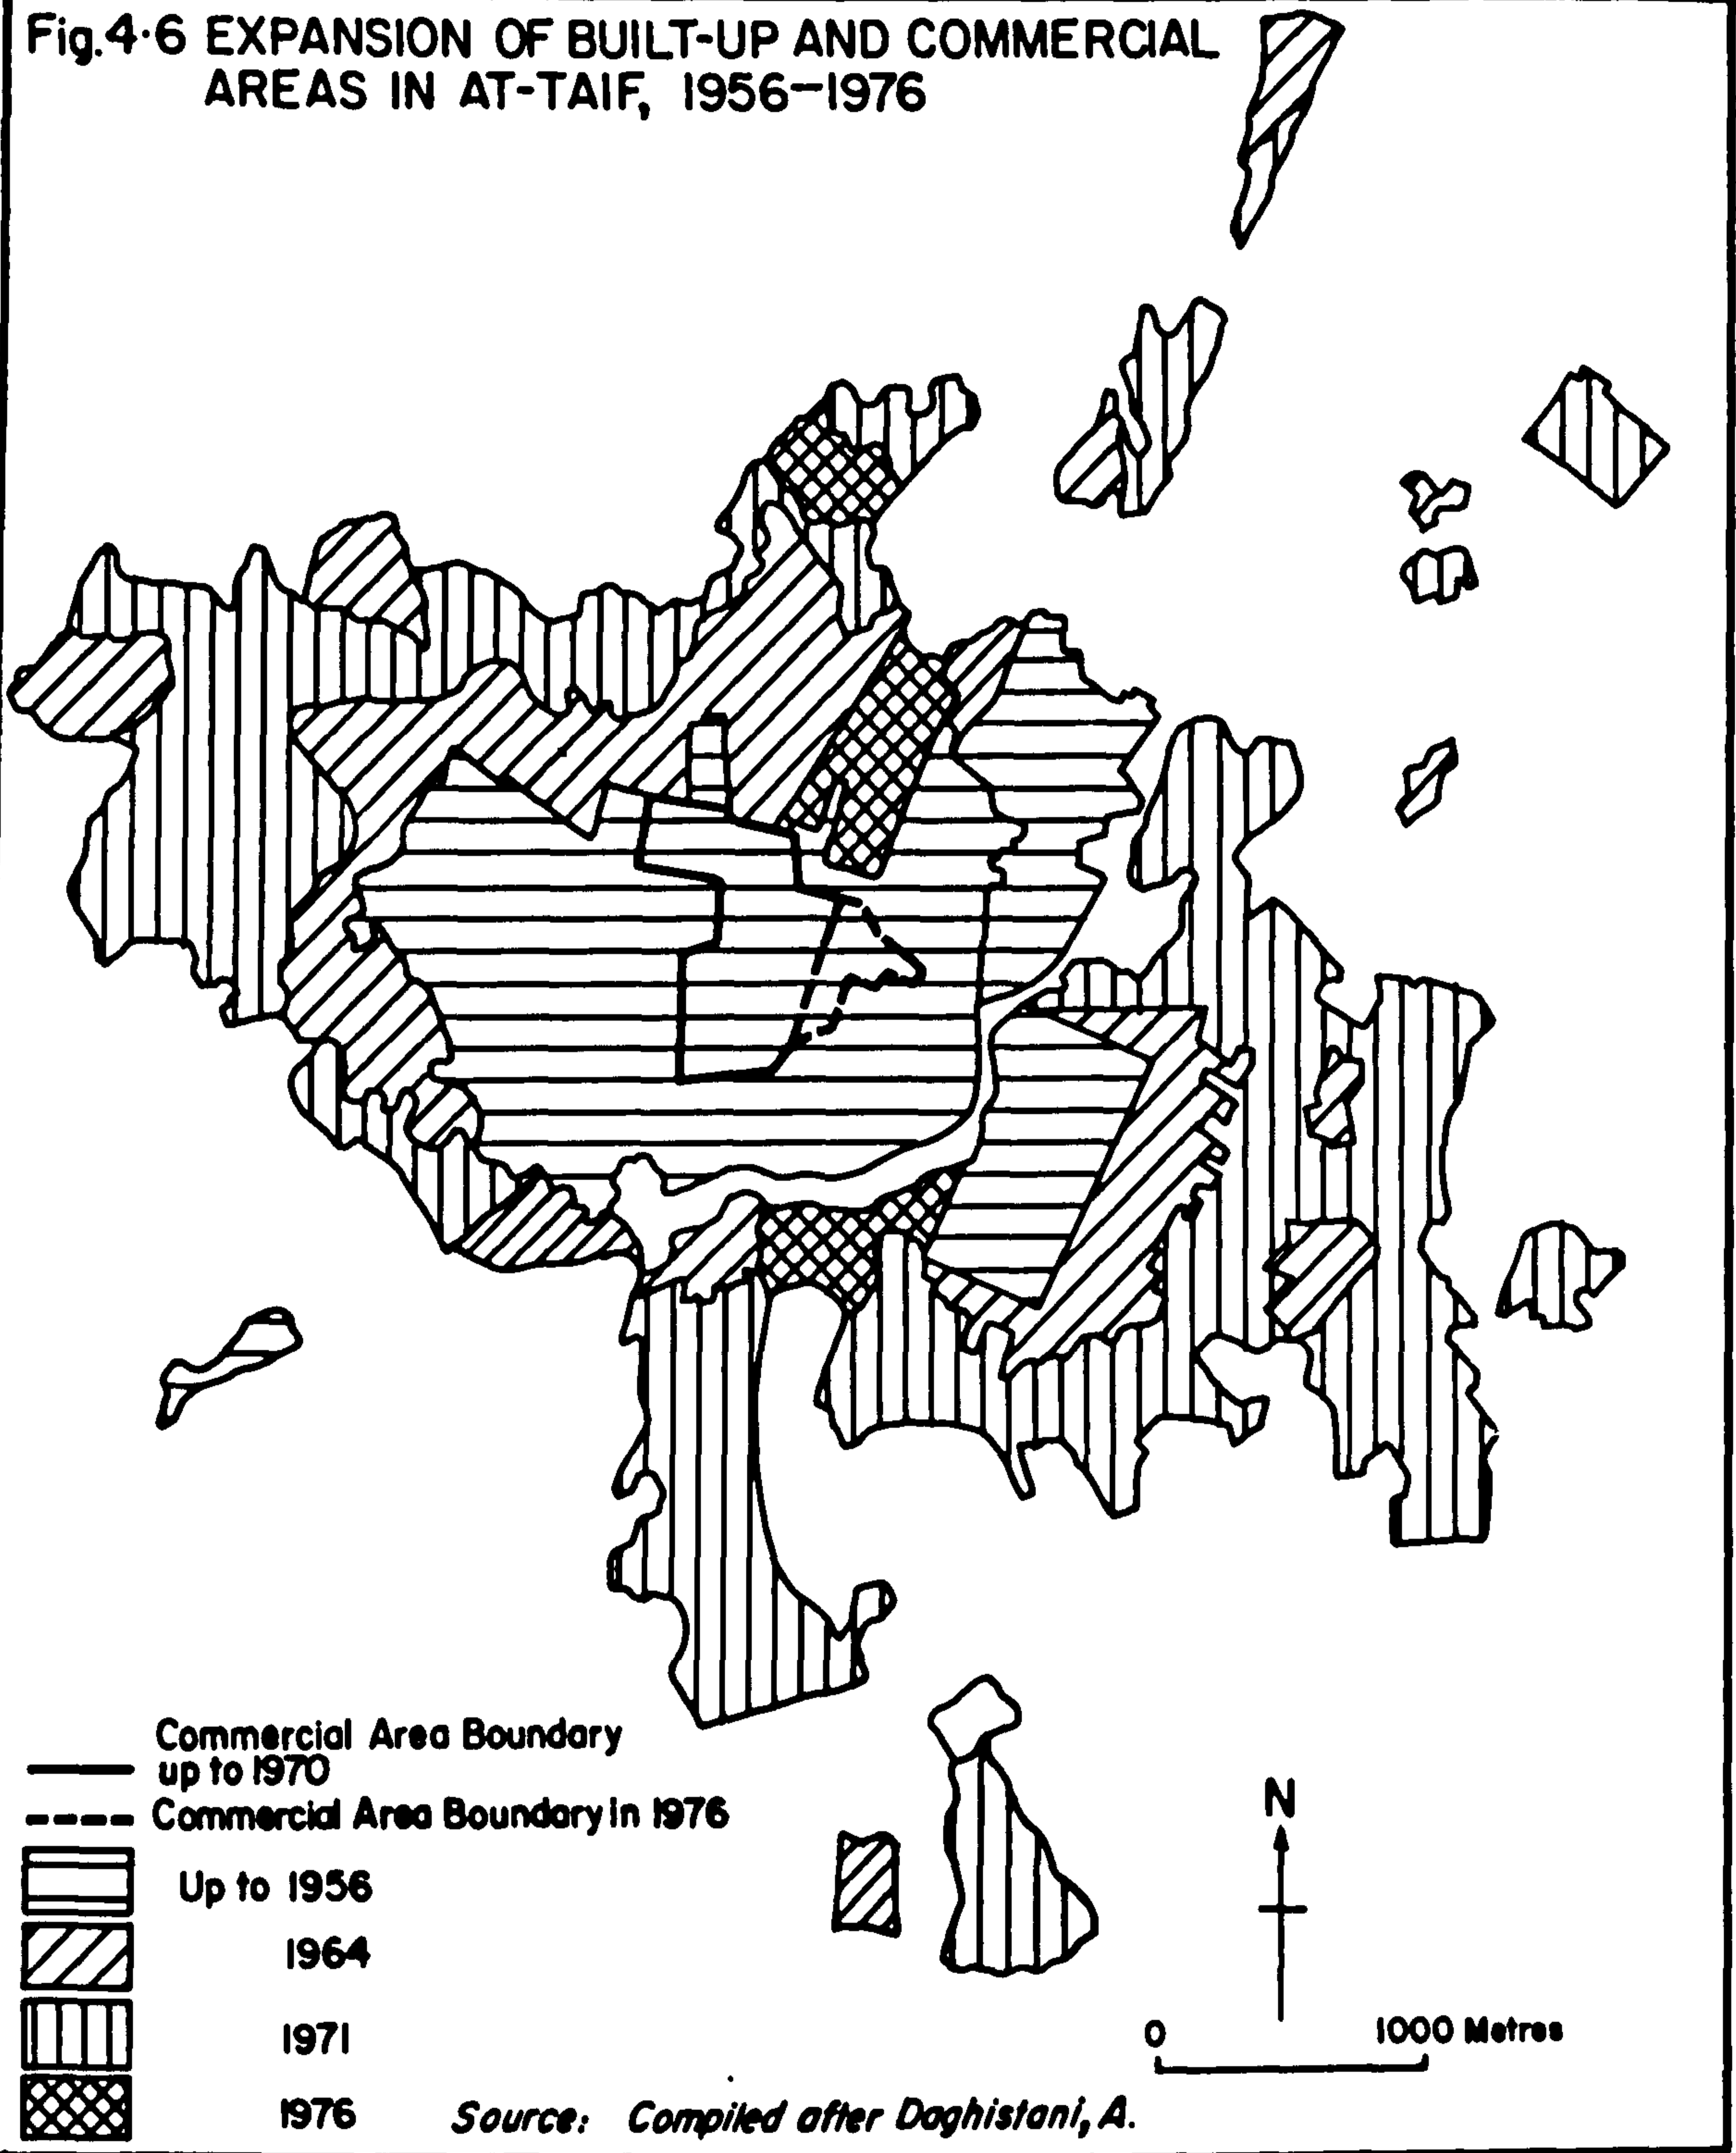 Fig.4·6 EXPANSION OF BUILT-UP AND COMMERCIAL
AREAS IN AT-TAIF, 1956–1976
Commercial Area Boundary
up to 1970
Commercial Area Boundary in 1976
Up to 1956
1964
1971
1976
N
0 1000 Metres
Source: Compiled after Daghistani, A.